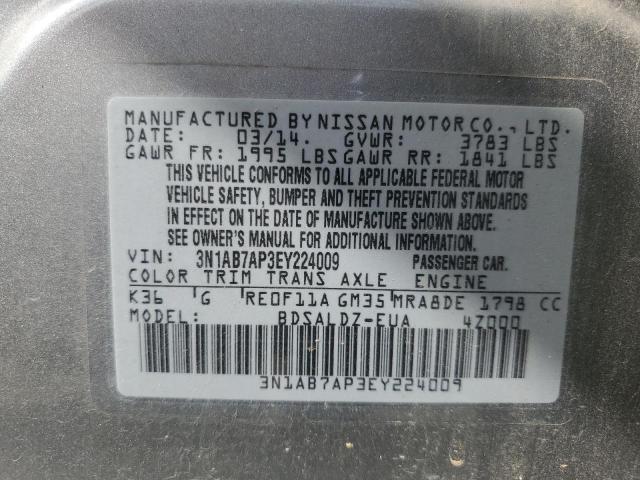 MANUFACTURED BY NISSAN MOTOR CO., LTD.
DATE: 03/14. GVWR: 3783 LBS
GAWR FR: 1995 LBS GAWR RR: 1841 LBS
THIS VEHICLE CONFORMS TO ALL APPLICABLE FEDERAL MOTOR
VEHICLE SAFETY, BUMPER AND THEFT PREVENTION STANDARDS
IN EFFECT ON THE DATE OF MANUFACTURE SHOWN ABOVE.
SEE OWNER'S MANUAL FOR ADDITIONAL INFORMATION.
VIN: 3N1AB7AP3EY224009 PASSENGER CAR.
COLOR TRIM TRANS AXLE ENGINE
K36 G RE0F11A GM35 MRA8DE 1798 CC
MODEL: BDSALDZ-EUA 4Z000
3N1AB7AP3EY224009